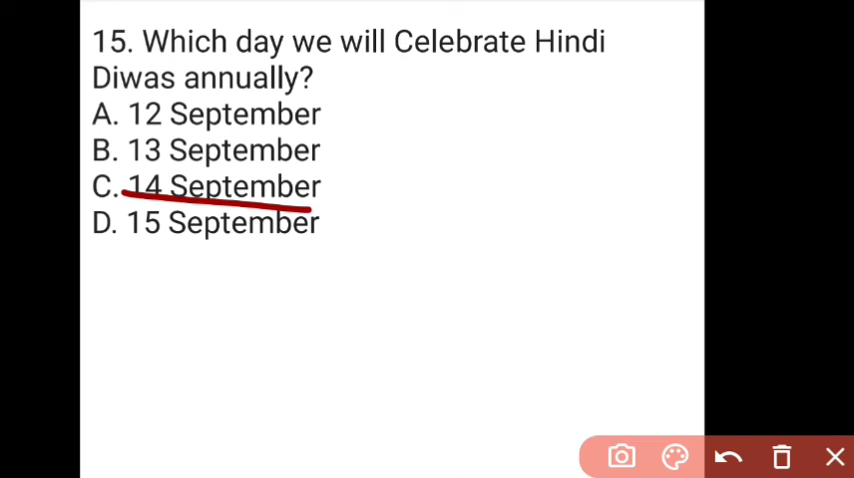 15. Which day we will Celebrate Hindi
Diwas annually?
A. 12 September
B. 13 September
C. 14 September
D. 15 September